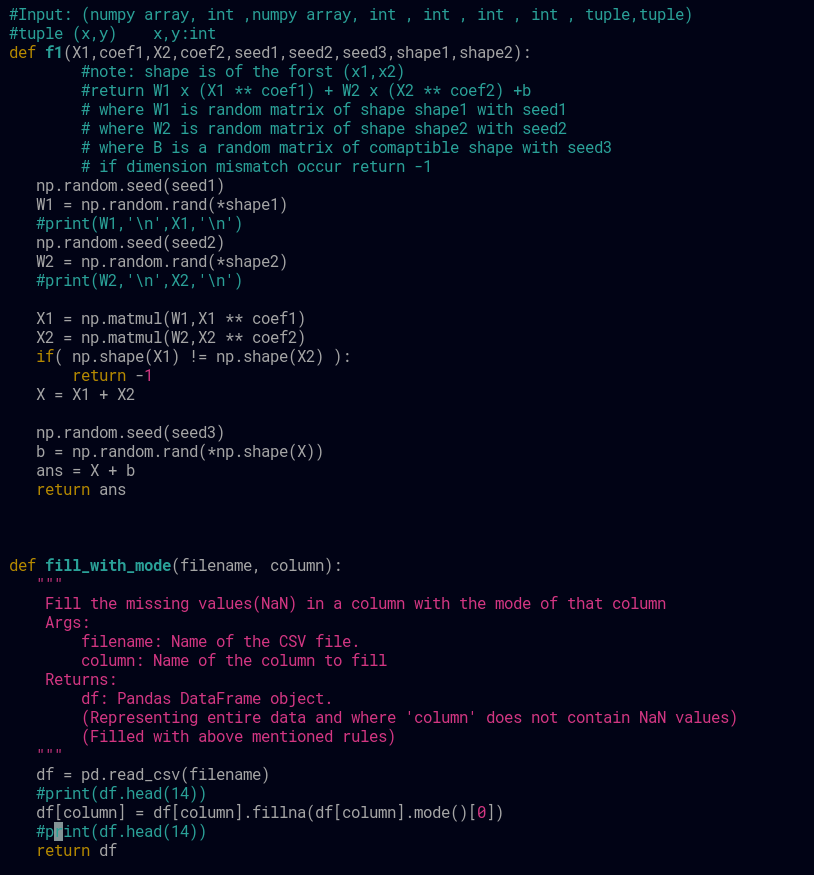 #Input: (numpy array, int ,numpy array, int , int , int , int , tuple,tuple)
#tuple (x,y)    x,y:int
def f1(X1,coef1,X2,coef2,seed1,seed2,seed3,shape1,shape2):
        #note: shape is of the forst (x1,x2)
        #return W1 x (X1 ** coef1) + W2 x (X2 ** coef2) +b
        # where W1 is random matrix of shape shape1 with seed1
        # where W2 is random matrix of shape shape2 with seed2
        # where B is a random matrix of comaptible shape with seed3
        # if dimension mismatch occur return -1
   np.random.seed(seed1)
   W1 = np.random.rand(*shape1)
   #print(W1,'\n',X1,'\n')
   np.random.seed(seed2)
   W2 = np.random.rand(*shape2)
   #print(W2,'\n',X2,'\n')

   X1 = np.matmul(W1,X1 ** coef1)
   X2 = np.matmul(W2,X2 ** coef2)
   if( np.shape(X1) != np.shape(X2) ):
       return -1
   X = X1 + X2

   np.random.seed(seed3)
   b = np.random.rand(*np.shape(X))
   ans = X + b
   return ans

def fill_with_mode(filename, column):
   """
    Fill the missing values(NaN) in a column with the mode of that column
    Args:
        filename: Name of the CSV file.
        column: Name of the column to fill
    Returns:
        df: Pandas DataFrame object.
        (Representing entire data and where 'column' does not contain NaN values)
        (Filled with above mentioned rules)
   """
   df = pd.read_csv(filename)
   #print(df.head(14))
   df[column] = df[column].fillna(df[column].mode()[0])
   #print(df.head(14))
   return df